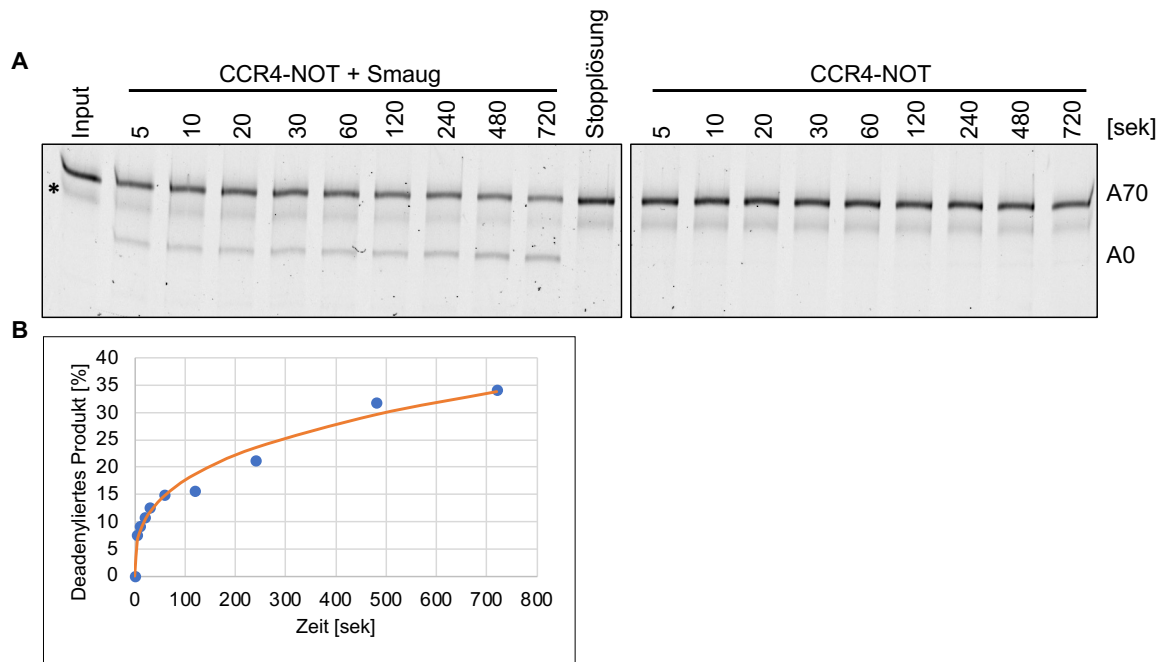 A
CCR4-NOT + Smaug
CCR4-NOT
Input
5
10
20
30
60
120
240
480
720
Stopplösung
5
10
20
30
60
120
240
480
720
[sek]
*
A70
A0
B
Deadenyliertes Produkt [%]
40
35
30
25
20
15
10
5
0
0 100 200 300 400 500 600 700 800
Zeit [sek]